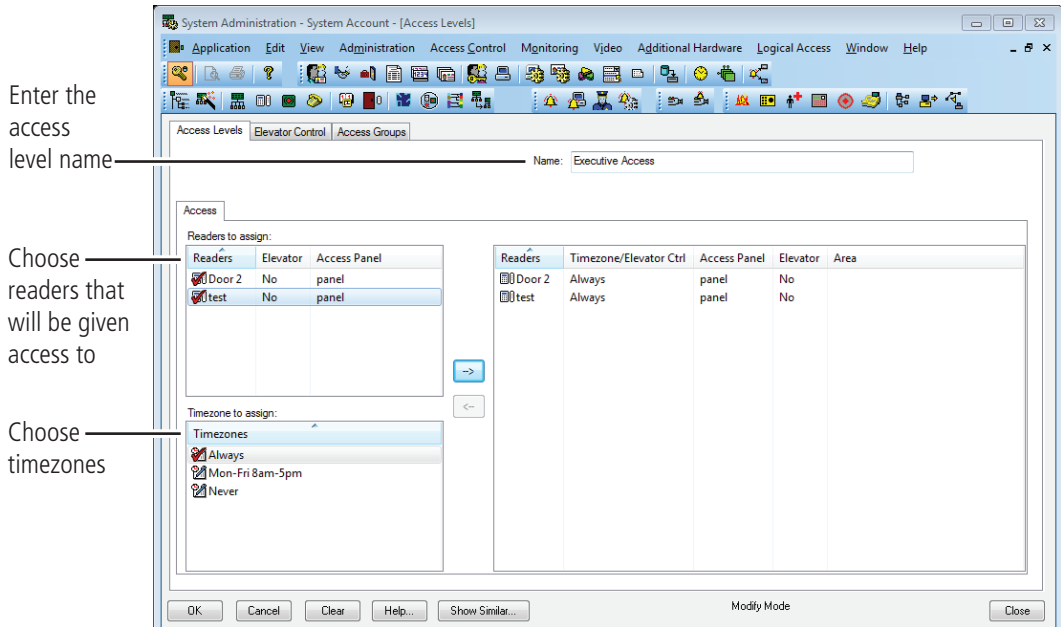 System Administration - System Account - [Access Levels]
Application Edit View Administration Access Control Monitoring Video Additional Hardware Logical Access Window Help
Enter the
access
level name
Access Levels Elevator Control Access Groups
Name: Executive Access
Access
Readers to assign:
Choose
readers that
will be given
access to
Readers Elevator Access Panel
Door 2 No panel
test No panel
Readers Timezone/Elevator Ctrl Access Panel Elevator Area
Door 2 Always panel No
test Always panel No
-->
<--
Timezone to assign:
Choose
timezones
Timezones
Always
Mon-Fri 8am-5pm
Never
OK Cancel Clear Help... Show Similar... Modify Mode Close